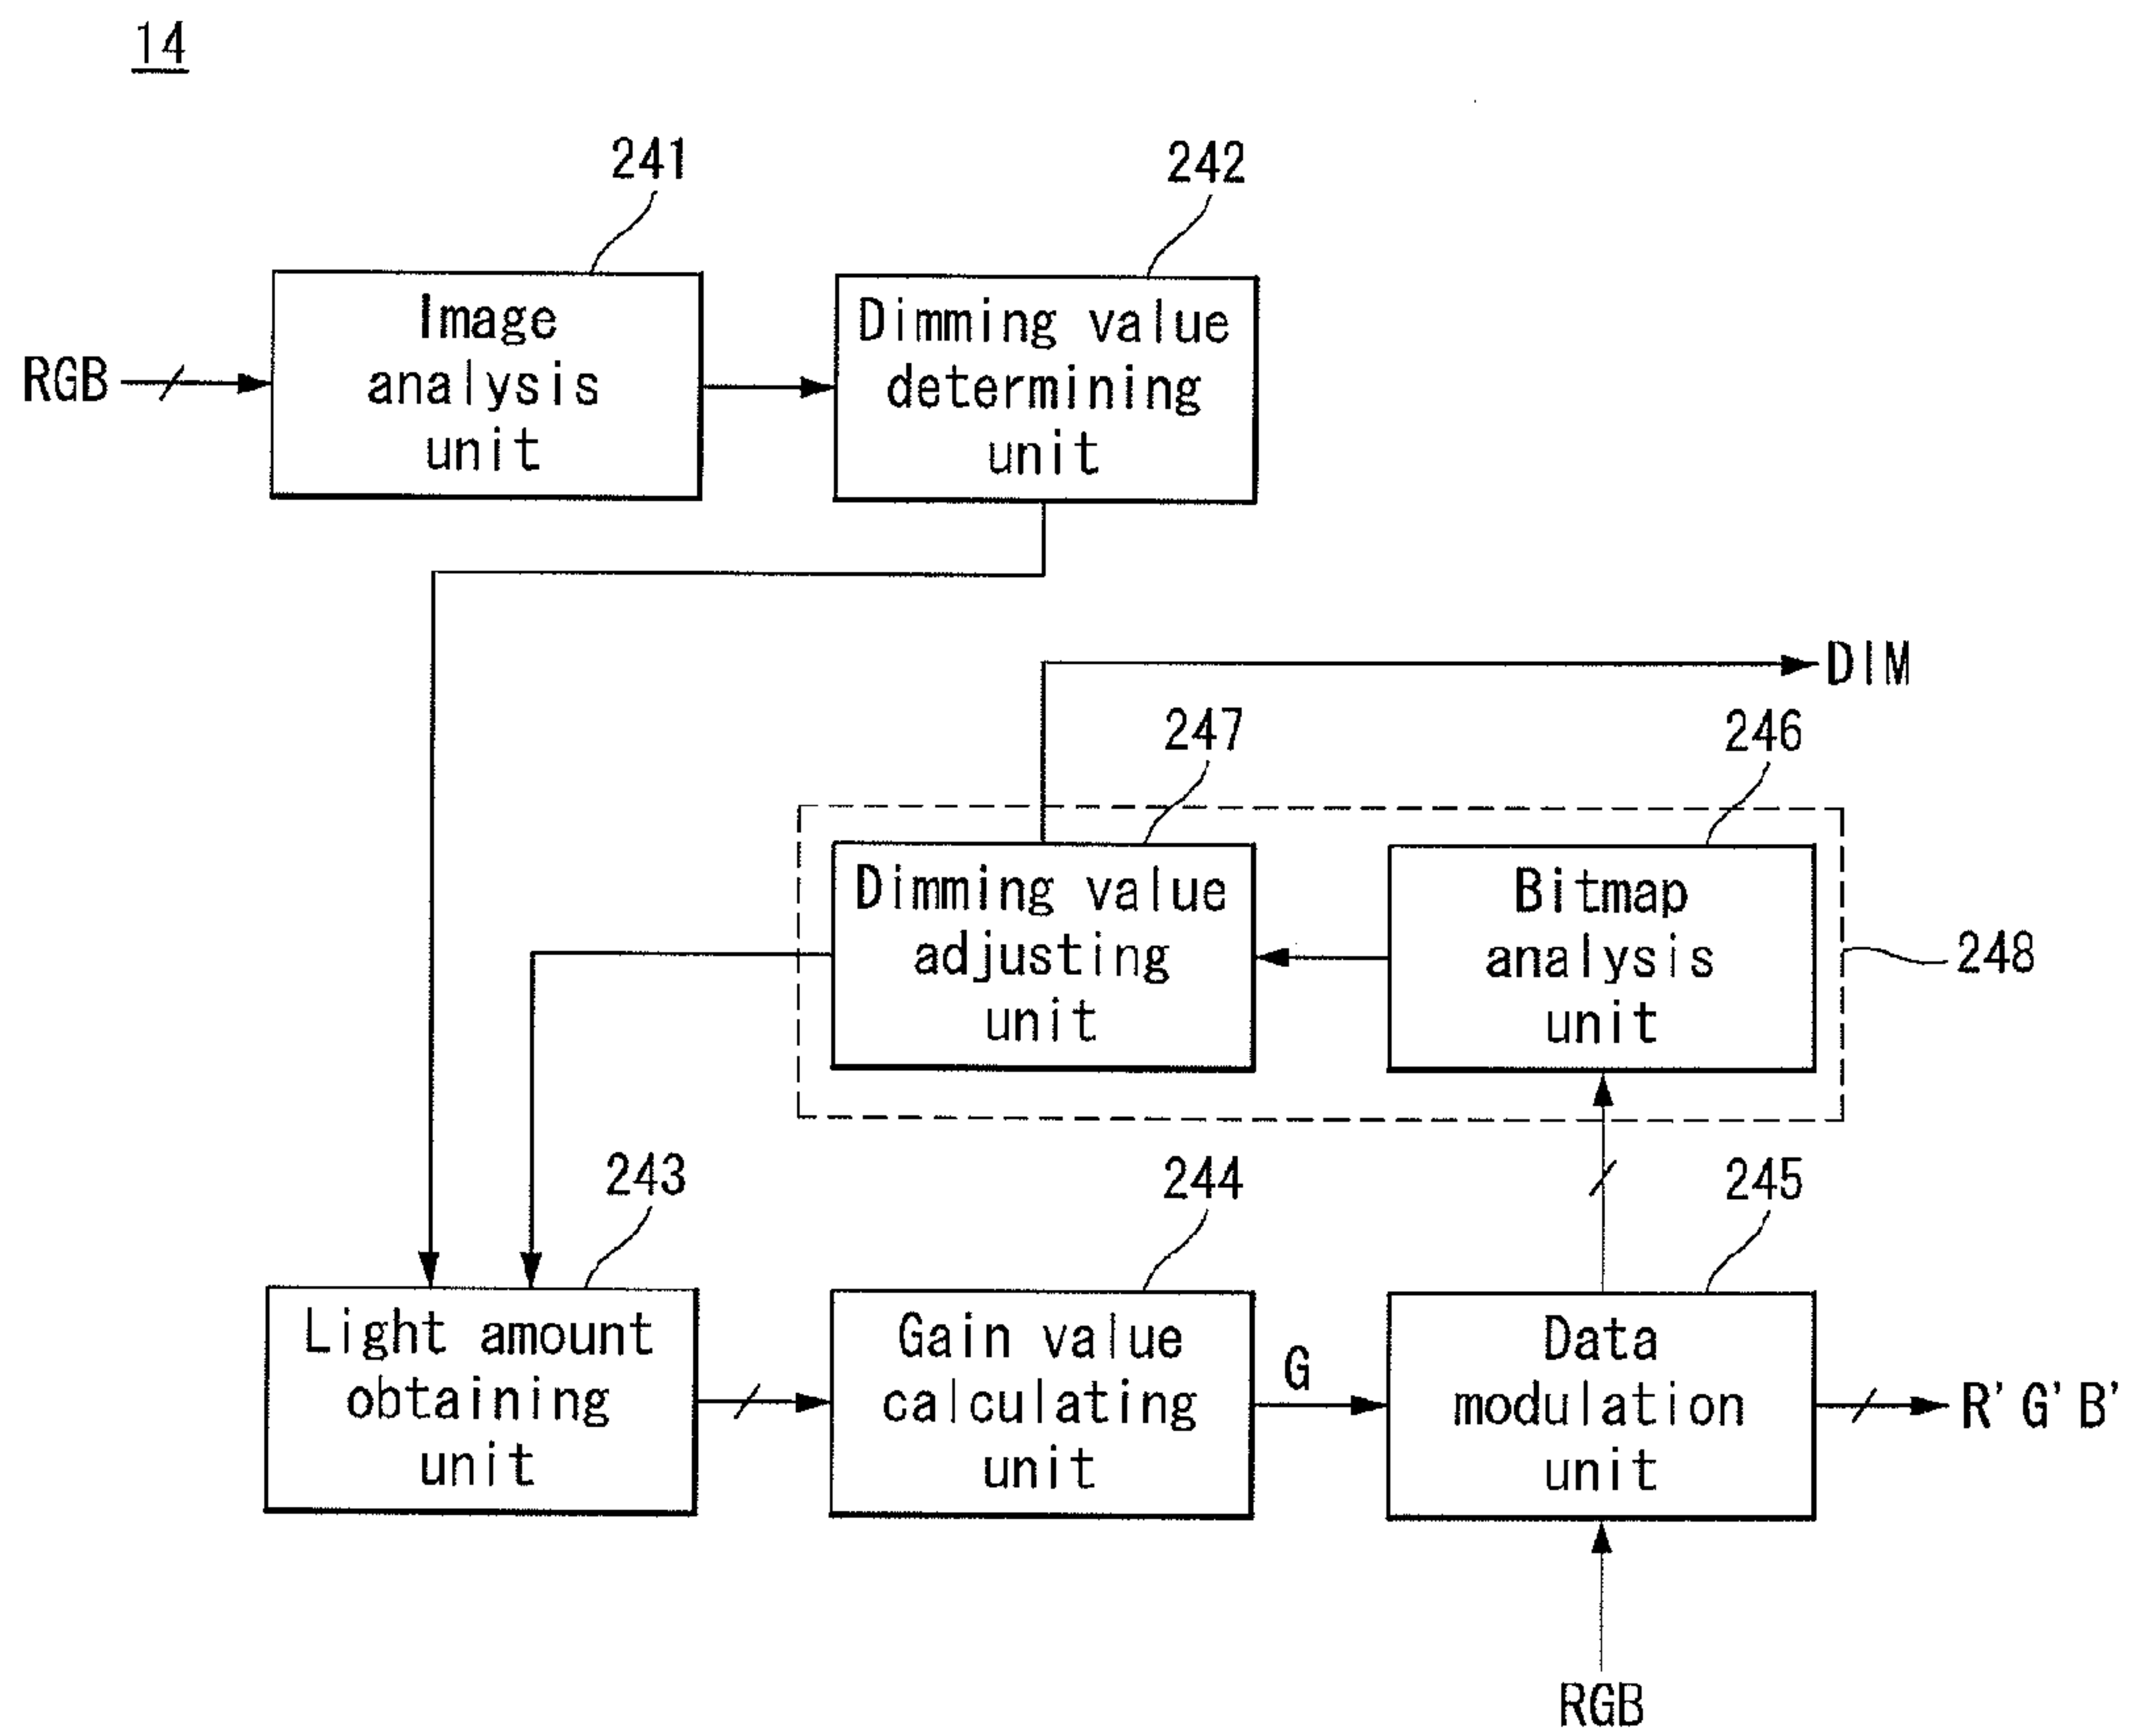 14
241
242
RGB
Image
analysis
unit
Dimming value
determining
unit
DIM
247
246
Dimming value
adjusting
unit
Bitmap
analysis
unit
248
243
244
245
Light amount
obtaining
unit
Gain value
calculating
unit
G
Data
modulation
unit
R'G'B'
RGB